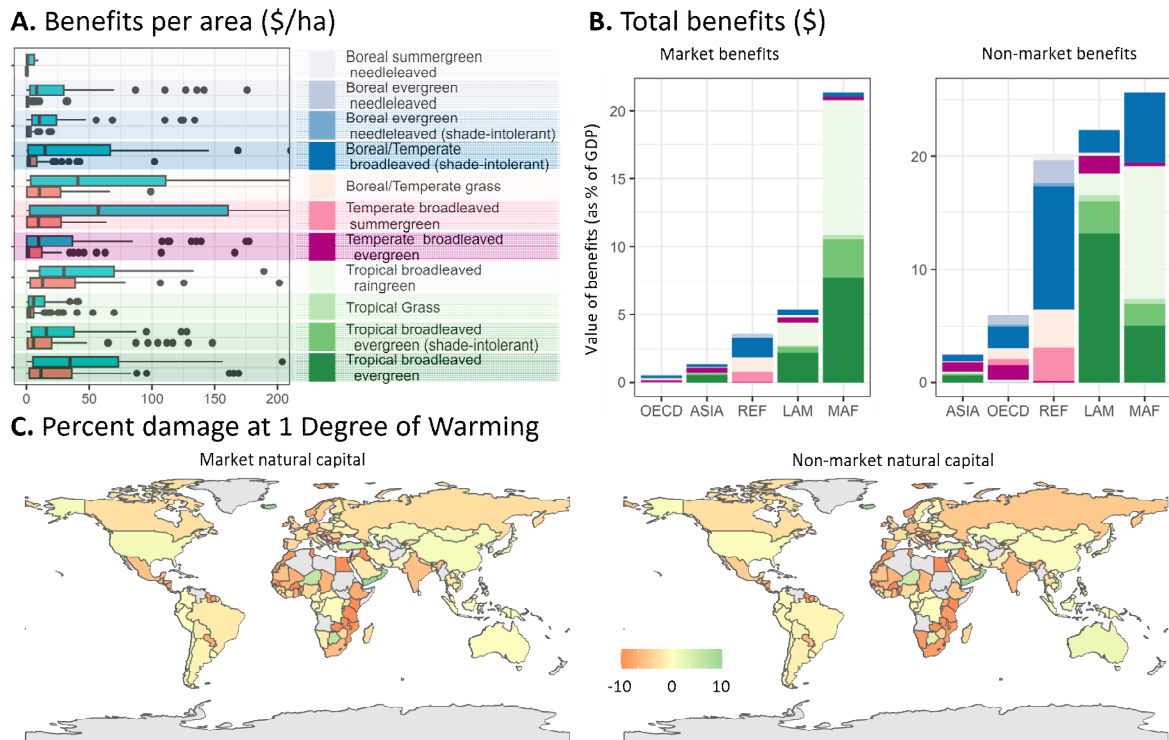 A. Benefits per area ($/ha)
Boreal summergreen
needleleaved
Boreal evergreen
needleleaved
Boreal evergreen
needleleaved (shade-intolerant)
Boreal/Temperate
broadleaved (shade-intolerant)
Boreal/Temperate grass
Temperate broadleaved
summergreen
Temperate broadleaved
evergreen
Tropical broadleaved
raingreen
Tropical Grass
Tropical broadleaved
evergreen (shade-intolerant)
Tropical broadleaved
evergreen
0 50 100 150 200
B. Total benefits ($)
Market benefits
Non-market benefits
Value of benefits (as % of GDP)
20
15
10
5
0
OECD ASIA REF LAM MAF
20
10
0
ASIA OECD REF LAM MAF
C. Percent damage at 1 Degree of Warming
Market natural capital
Non-market natural capital
-10 0 10